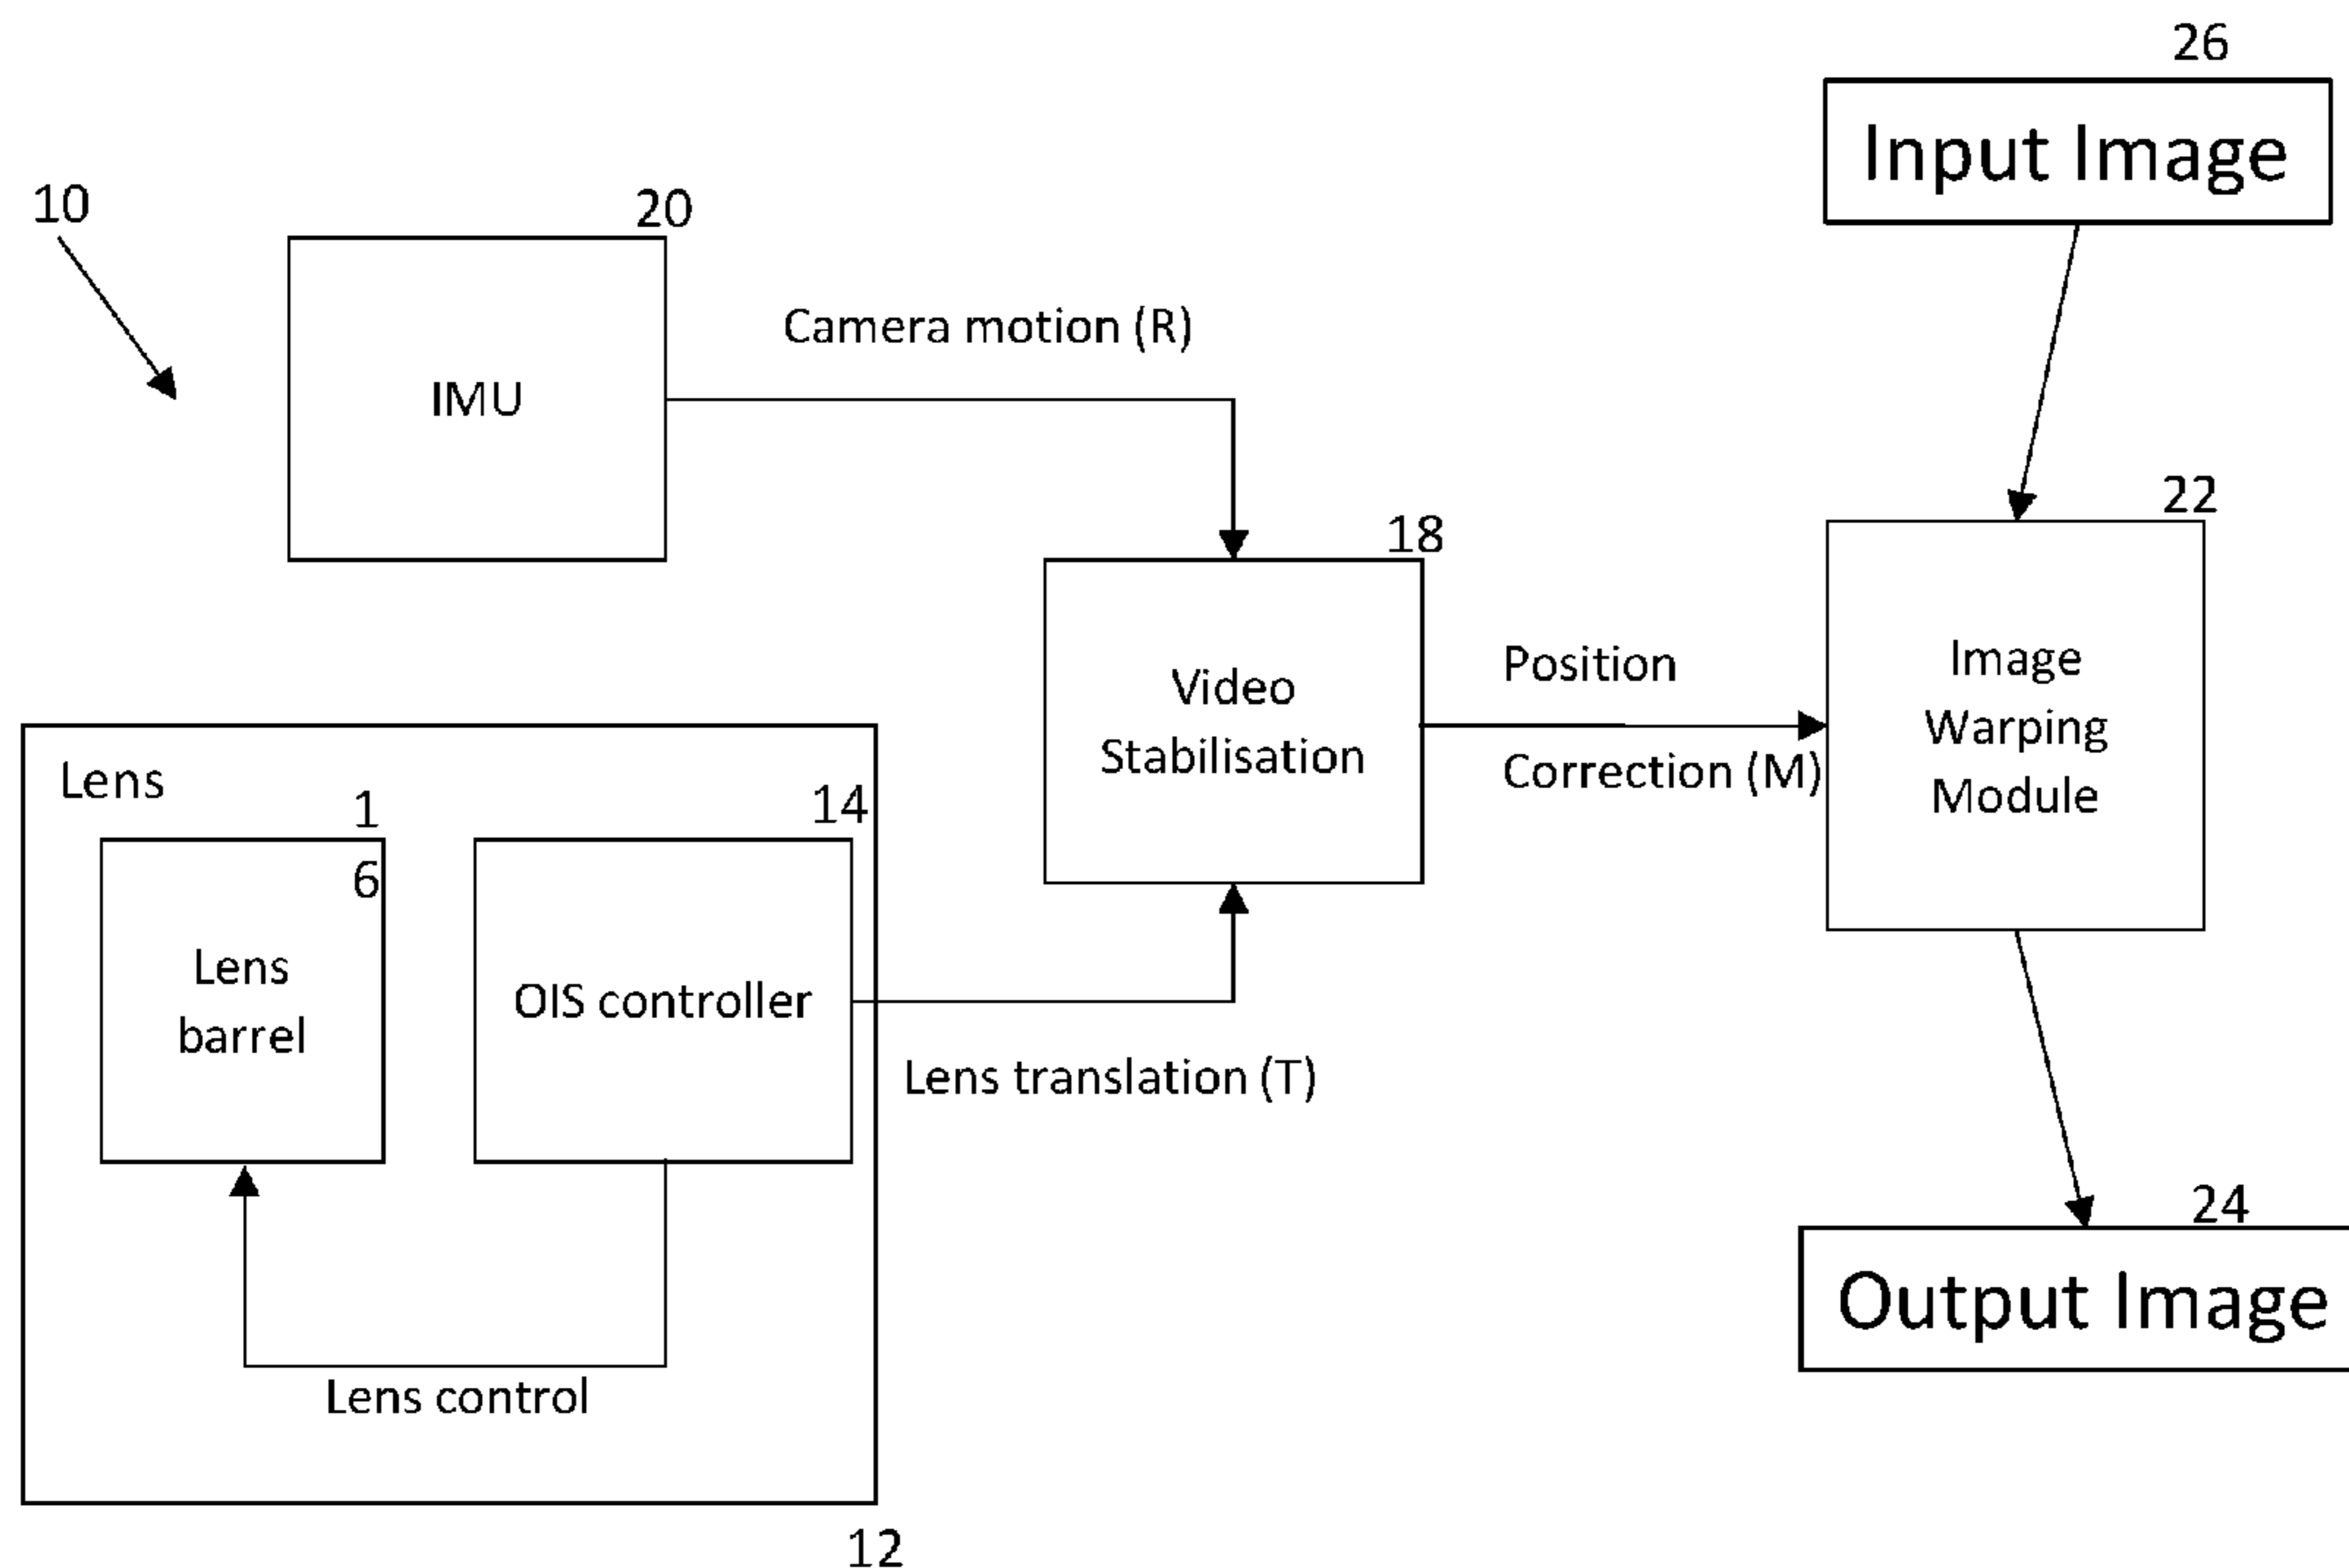 26
Input Image
10
20
IMU
Camera motion (R)
22
18
Video
Stabilisation
Position
Correction (M)
Image
Warping
Module
Lens
1
6
14
Lens
barrel
OIS controller
Lens translation (T)
Lens control
24
Output Image
12